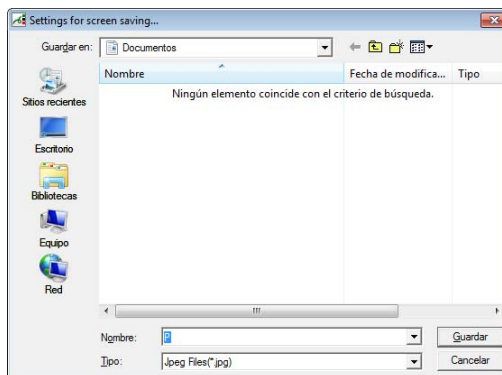 Settings for screen saving...
Guardar en: Documentos
Nombre Fecha de modifica... Tipo
Ningún elemento coincide con el criterio de búsqueda.
Sitios recientes
Escritorio
Bibliotecas
Equipo
Red
Nombre: P Guardar
Tipo: Jpeg Files(*.jpg) Cancelar